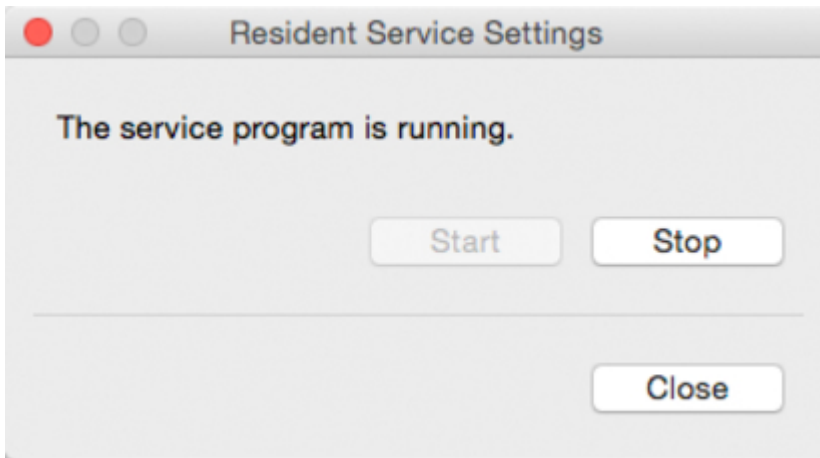 Resident Service Settings
The service program is running.
Start Stop
Close